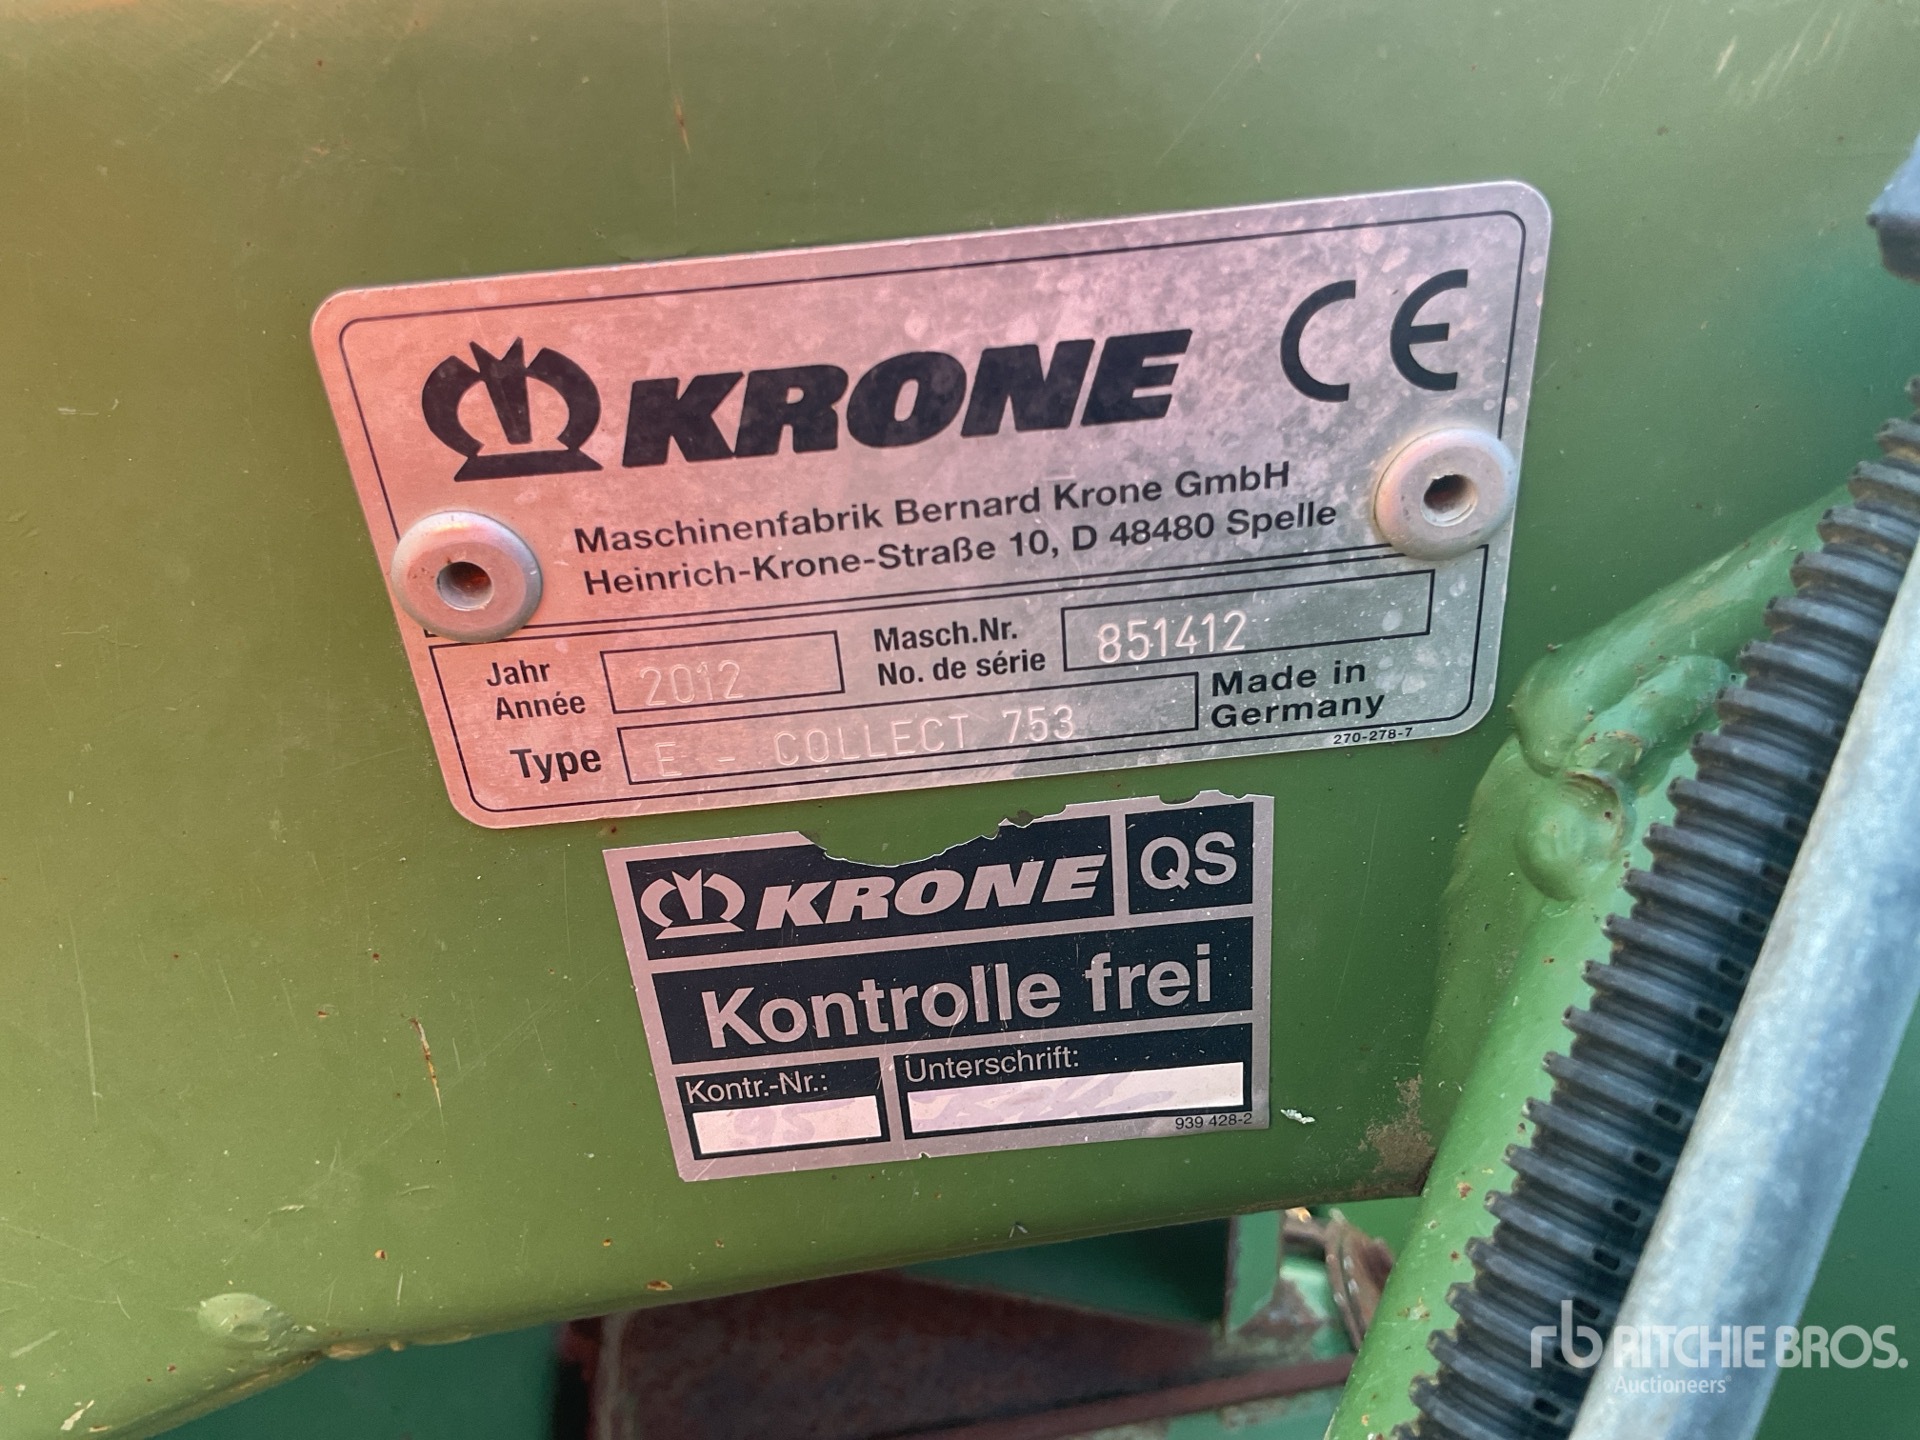 KRONE CE
Maschinenfabrik Bernard Krone GmbH
Heinrich-Krone-Straße 10, D 48480 Spelle
Jahr
Année
2012
Masch.Nr.
No. de série
851412
Type
E - COLLECT 753
Made in
Germany
270-278-7
KRONE QS
Kontrolle frei
Kontr.-Nr.:
95
Unterschrift:
939 428-2
rb RITCHIE BROS.
Auctioneers